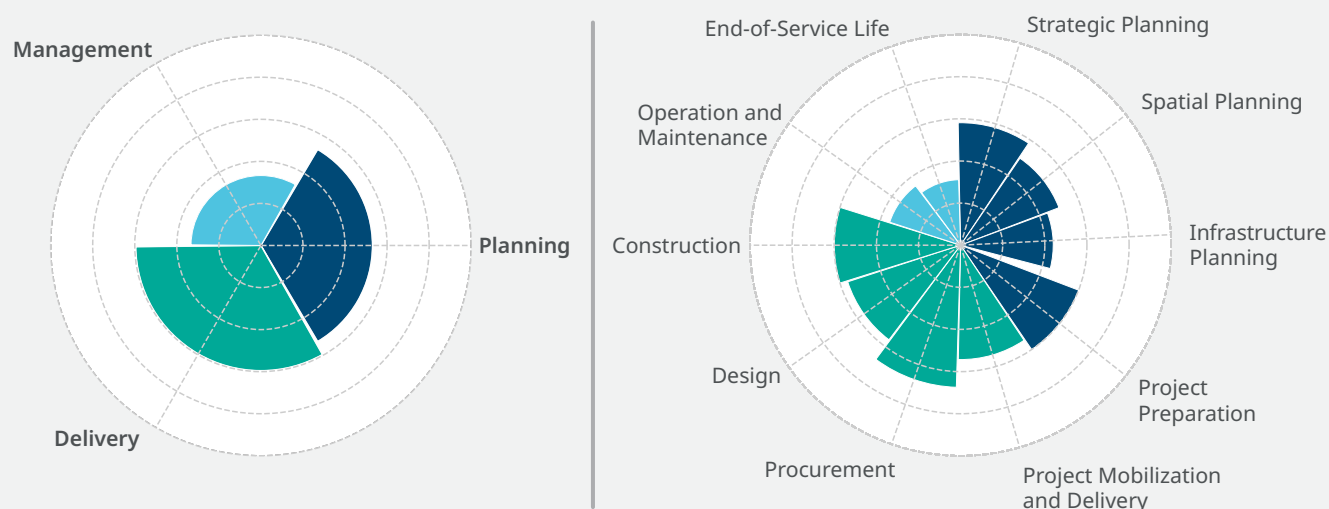 Management
Planning
Delivery
End-of-Service Life
Strategic Planning
Operation and
Maintenance
Spatial Planning
Construction
Infrastructure
Planning
Design
Project
Preparation
Procurement
Project Mobilization
and Delivery